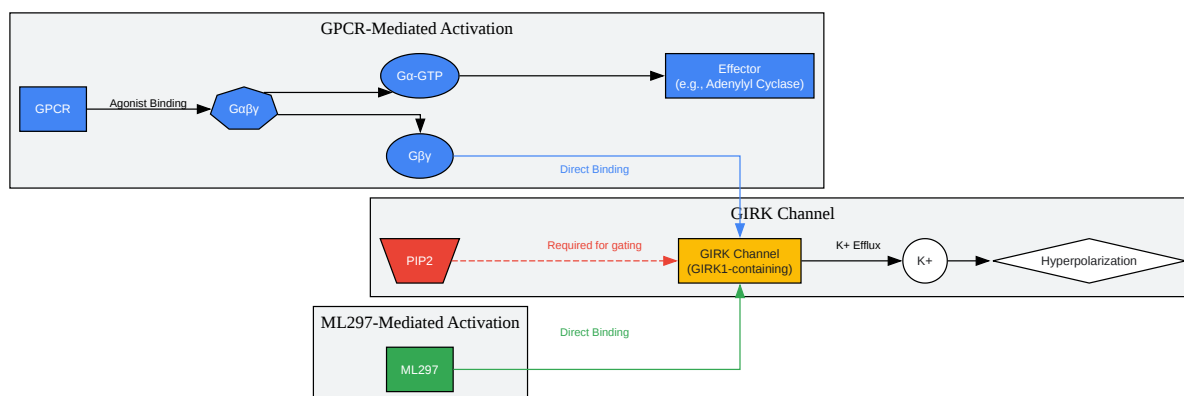 GPCR-Mediated Activation
GPCR
Agonist Binding
Gαβγ
Gα-GTP
Effector
(e.g., Adenylyl Cyclase)
Gβγ
Direct Binding
GIRK Channel
PIP2
Required for gating
GIRK Channel
(GIRK1-containing)
K+ Efflux
K+
Hyperpolarization
ML297-Mediated Activation
Direct Binding
ML297